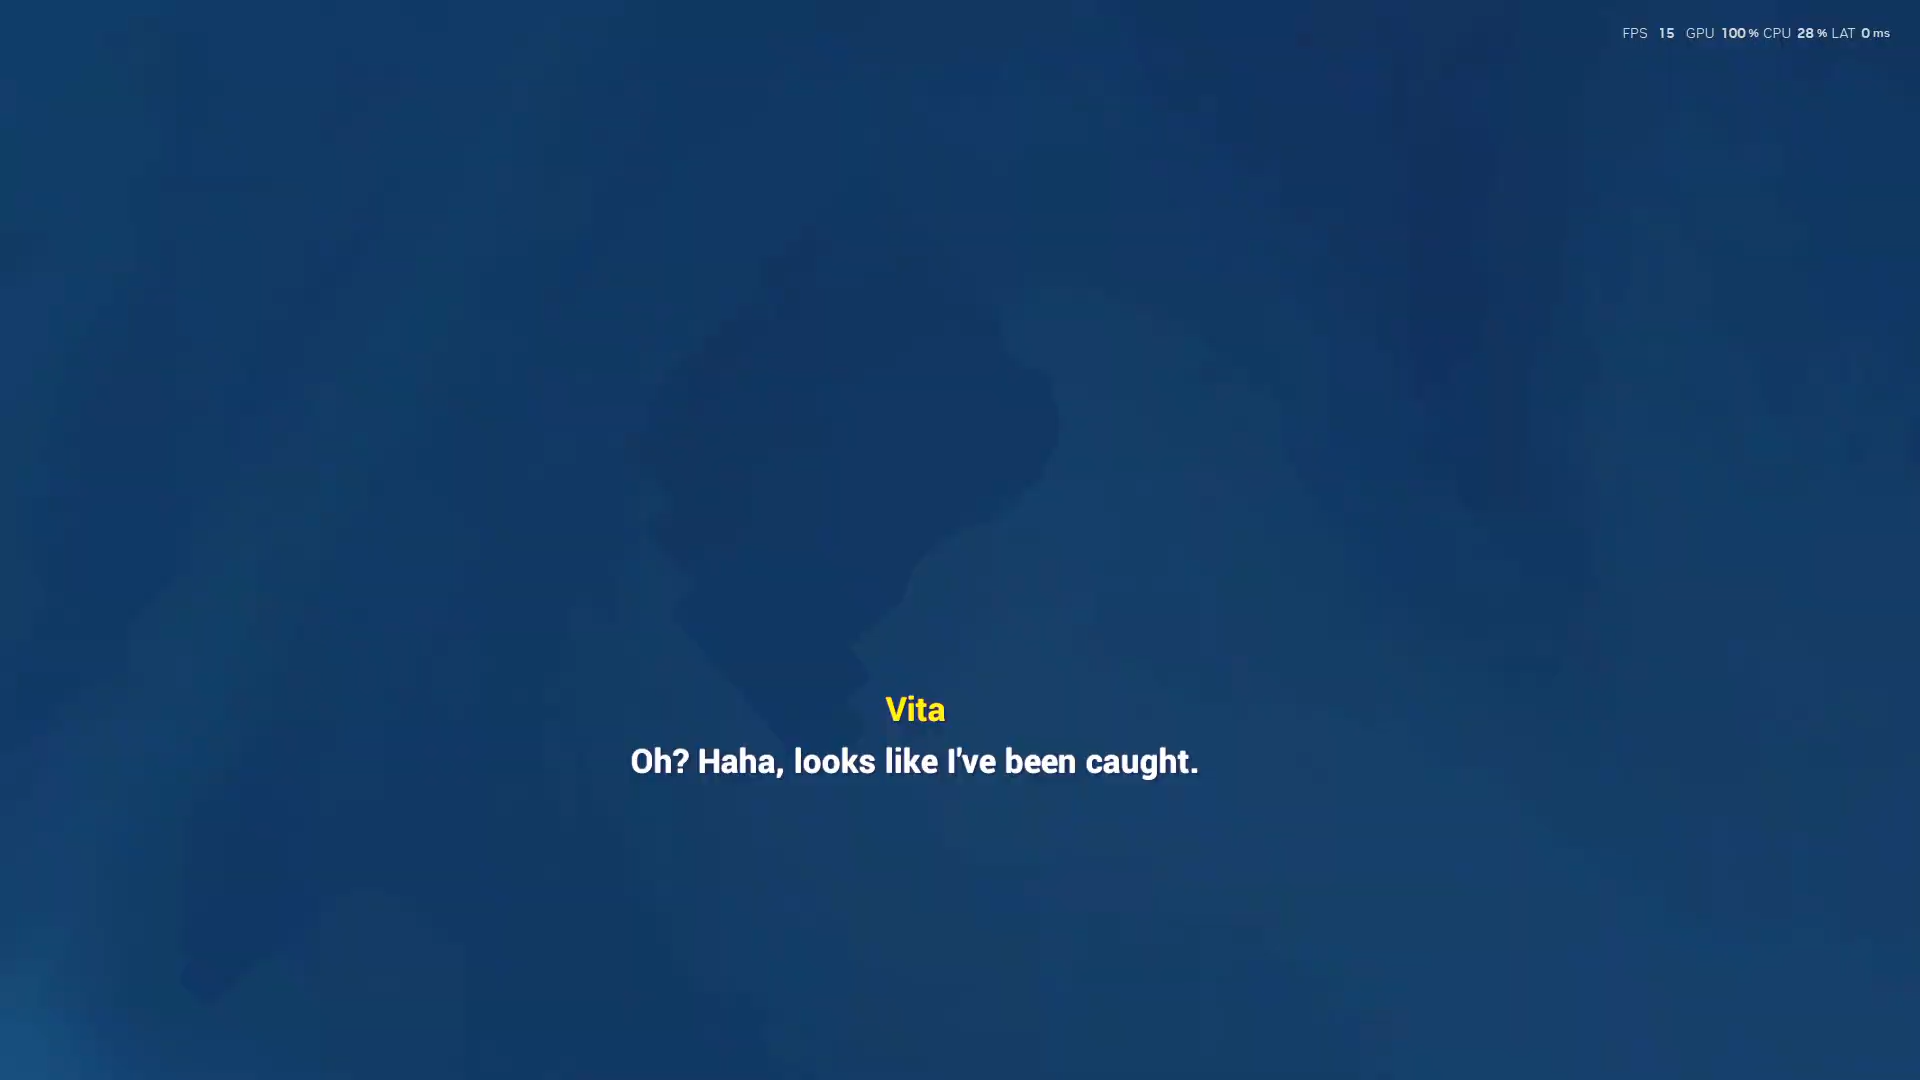 FPS 15 GPU 100% CPU 28% LAT 0 ms
Vita
Oh? Haha, looks like I've been caught.